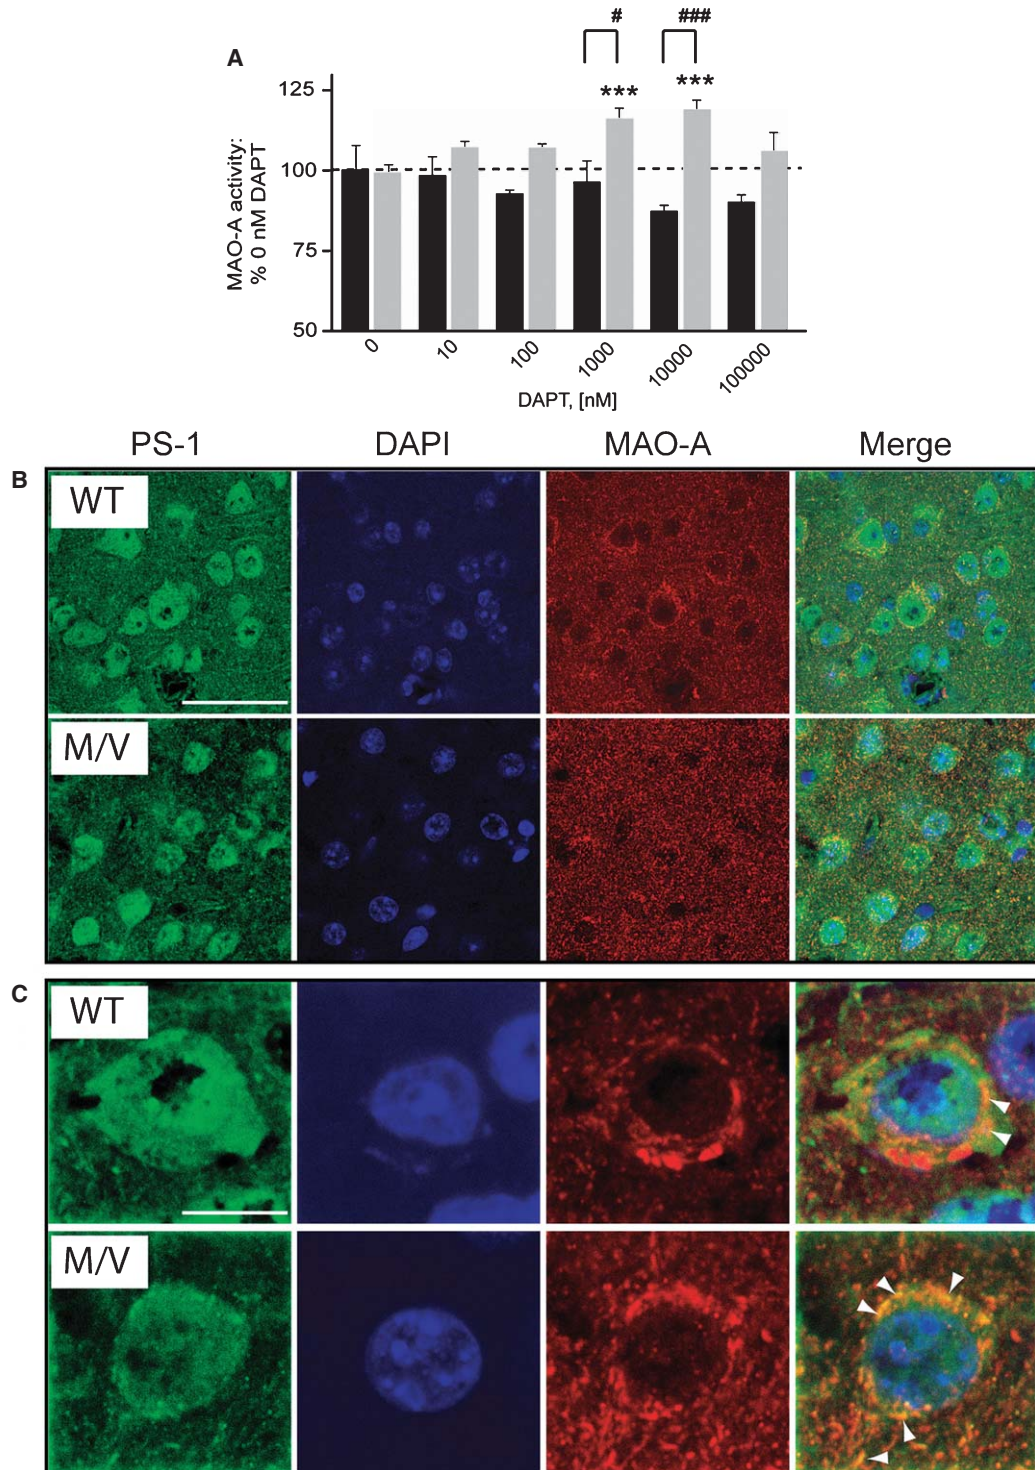 # ###
A
*** ***
125
100
75
50
MAO-A activity:
% 0 nM DAPT
0 10 100 1000 10000 100000
DAPT, [nM]
PS-1 DAPI MAO-A Merge
B
WT
M/V
C
WT
M/V